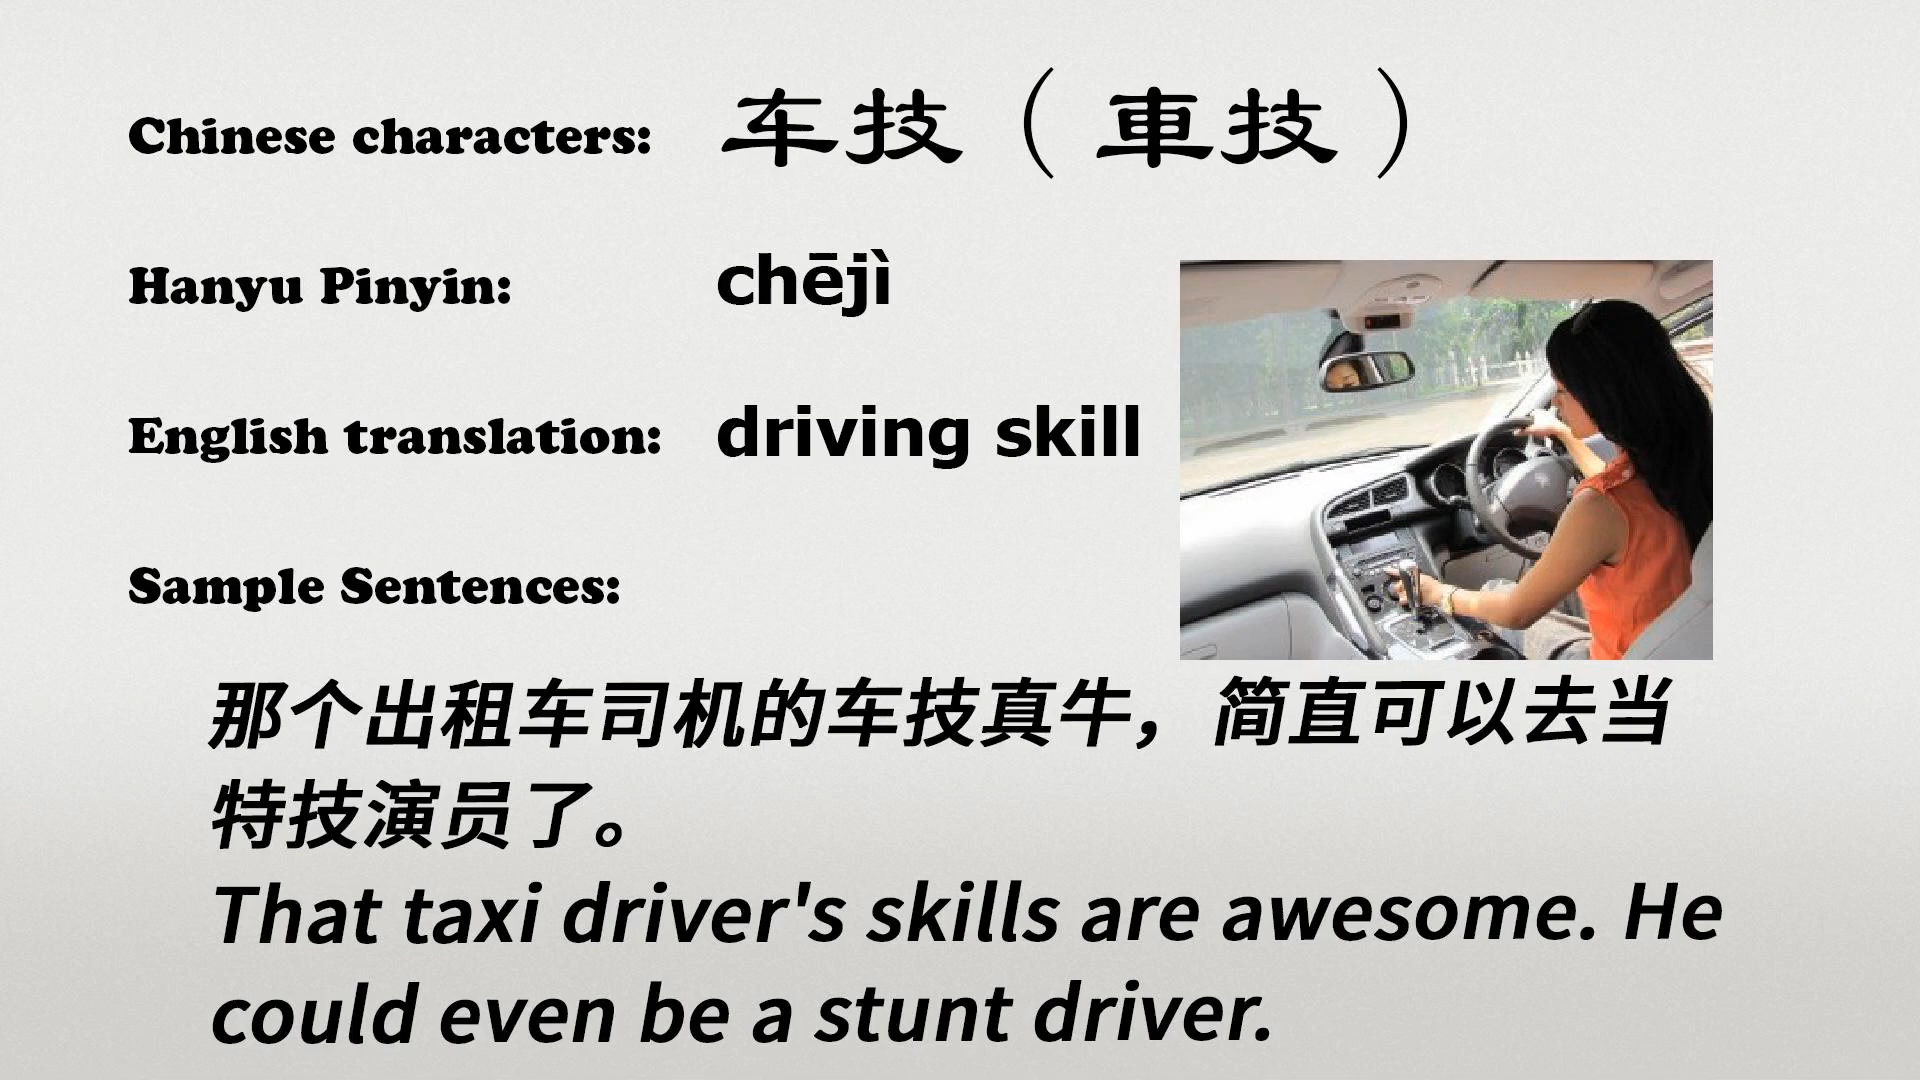 Chinese characters: 车技（車技）
Hanyu Pinyin: chējì
English translation: driving skill
Sample Sentences:
那个出租车司机的车技真牛，简直可以去当
特技演员了。
That taxi driver's skills are awesome. He
could even be a stunt driver.